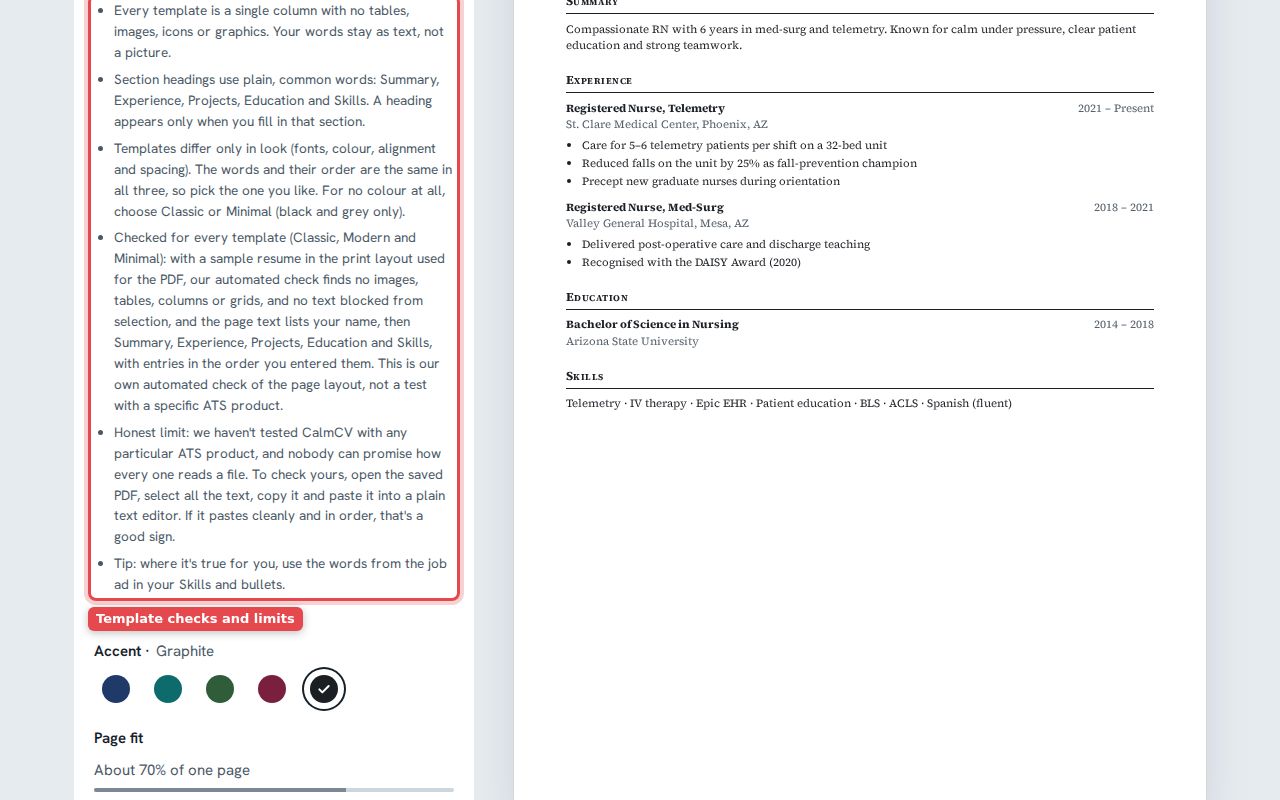 Every template is a single column with no tables,
images, icons or graphics. Your words stay as text, not
a picture.
Section headings use plain, common words: Summary,
Experience, Projects, Education and Skills. A heading
appears only when you fill in that section.
Templates differ only in look (fonts, colour, alignment
and spacing). The words and their order are the same in
all three, so pick the one you like. For no colour at all,
choose Classic or Minimal (black and grey only).
Checked for every template (Classic, Modern and
Minimal): with a sample resume in the print layout used
for the PDF, our automated check finds no images,
tables, columns or grids, and no text blocked from
selection, and the page text lists your name, then
Summary, Experience, Projects, Education and Skills,
with entries in the order you entered them. This is our
own automated check of the page layout, not a test
with a specific ATS product.
Honest limit: we haven't tested CalmCV with any
particular ATS product, and nobody can promise how
every one reads a file. To check yours, open the saved
PDF, select all the text, copy it and paste it into a plain
text editor. If it pastes cleanly and in order, that's a
good sign.
Tip: where it's true for you, use the words from the job
ad in your Skills and bullets.
Template checks and limits
Accent · Graphite
Page fit
About 70% of one page
Summary
Compassionate RN with 6 years in med-surg and telemetry. Known for calm under pressure, clear patient
education and strong teamwork.
Experience
Registered Nurse, Telemetry 2021 – Present
St. Clare Medical Center, Phoenix, AZ
• Care for 5–6 telemetry patients per shift on a 32-bed unit
• Reduced falls on the unit by 25% as fall-prevention champion
• Precept new graduate nurses during orientation
Registered Nurse, Med-Surg 2018 – 2021
Valley General Hospital, Mesa, AZ
• Delivered post-operative care and discharge teaching
• Recognised with the DAISY Award (2020)
Education
Bachelor of Science in Nursing 2014 – 2018
Arizona State University
Skills
Telemetry · IV therapy · Epic EHR · Patient education · BLS · ACLS · Spanish (fluent)